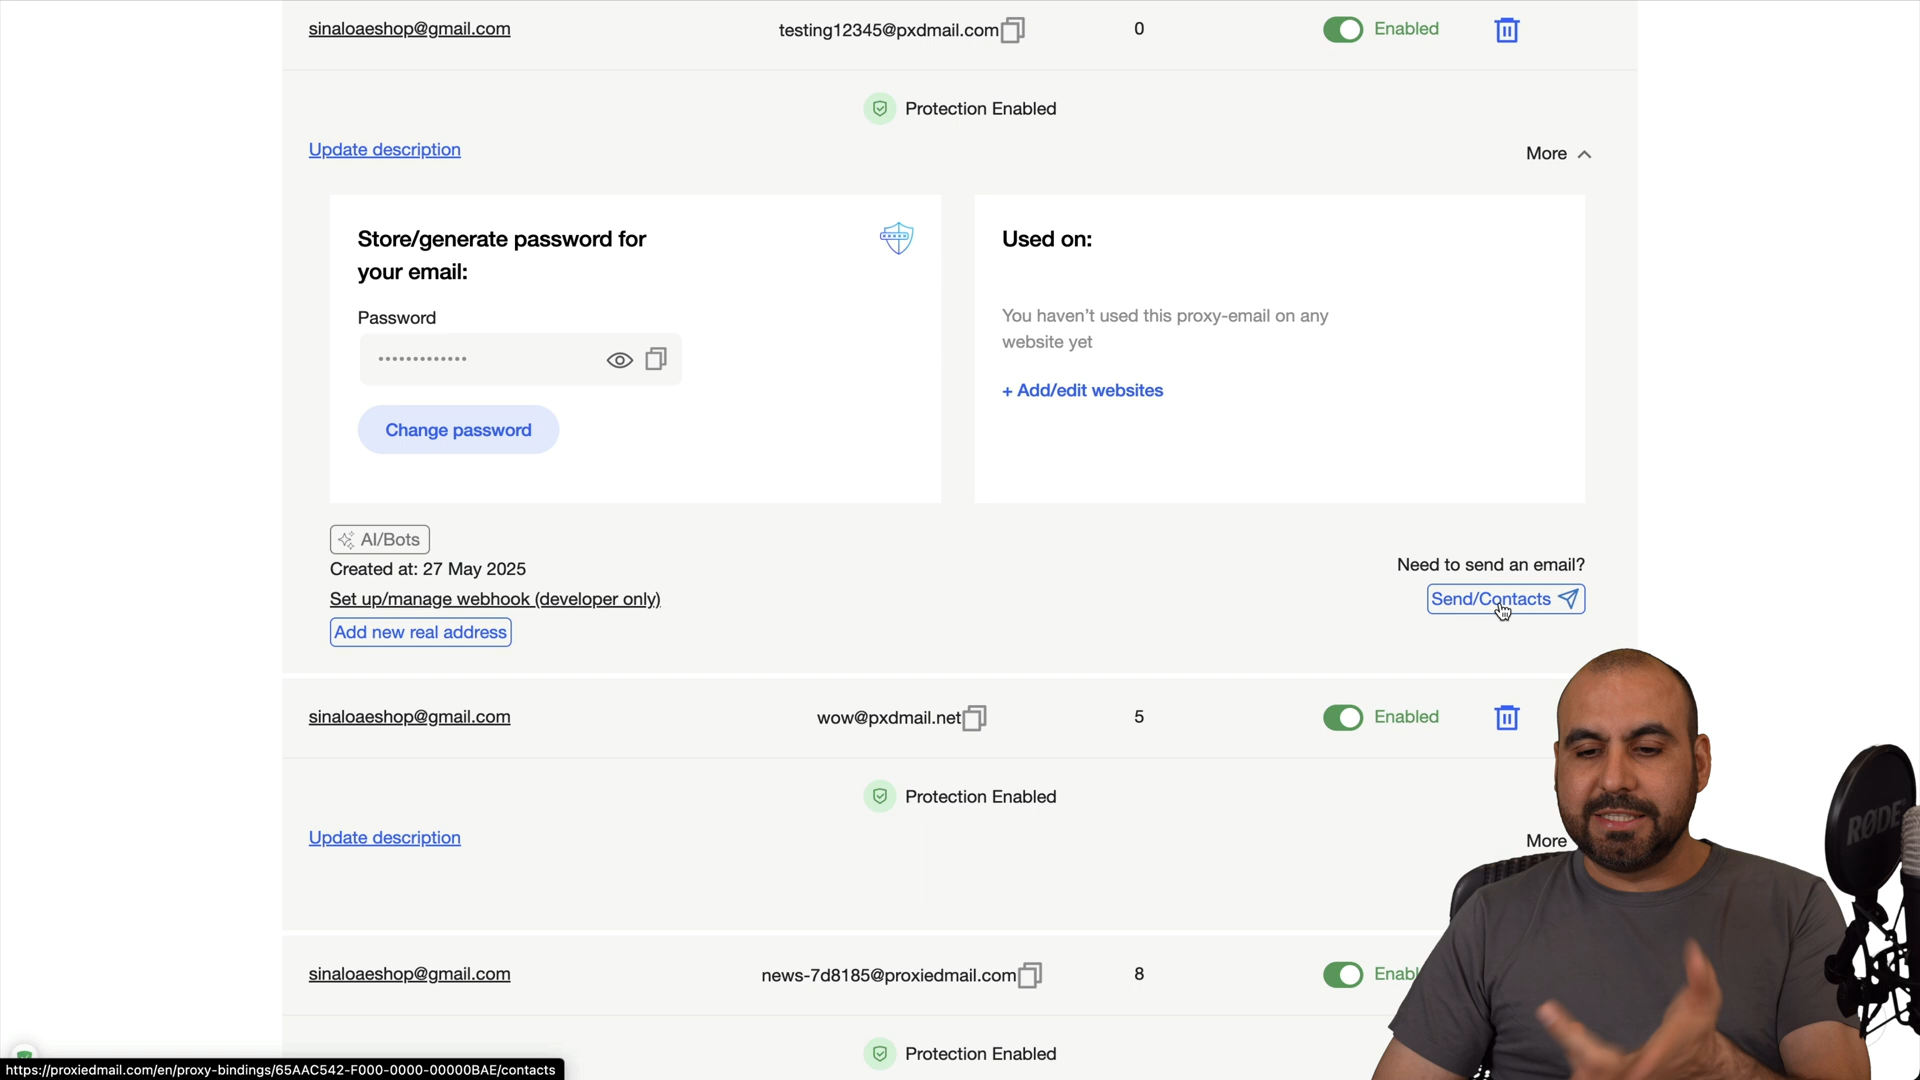 sinaloaeshop@gmail.com testing12345@pxdmail.com 0 Enabled
Protection Enabled
Update description
More
Store/generate password for
your email:
Password
•••••••••••••
Change password
Used on:
You haven't used this proxy-email on any
website yet
+ Add/edit websites
AI/Bots
Created at: 27 May 2025
Set up/manage webhook (developer only)
Add new real address
Need to send an email?
Send/Contacts
sinaloaeshop@gmail.com wow@pxdmail.net 5 Enabled
Protection Enabled
Update description
More
sinaloaeshop@gmail.com news-7d8185@proxiedmail.com 8 Enabl
Protection Enabled
RØDE
https://proxiedmail.com/en/proxy-bindings/65AAC542-F000-0000-00000BAE/contacts